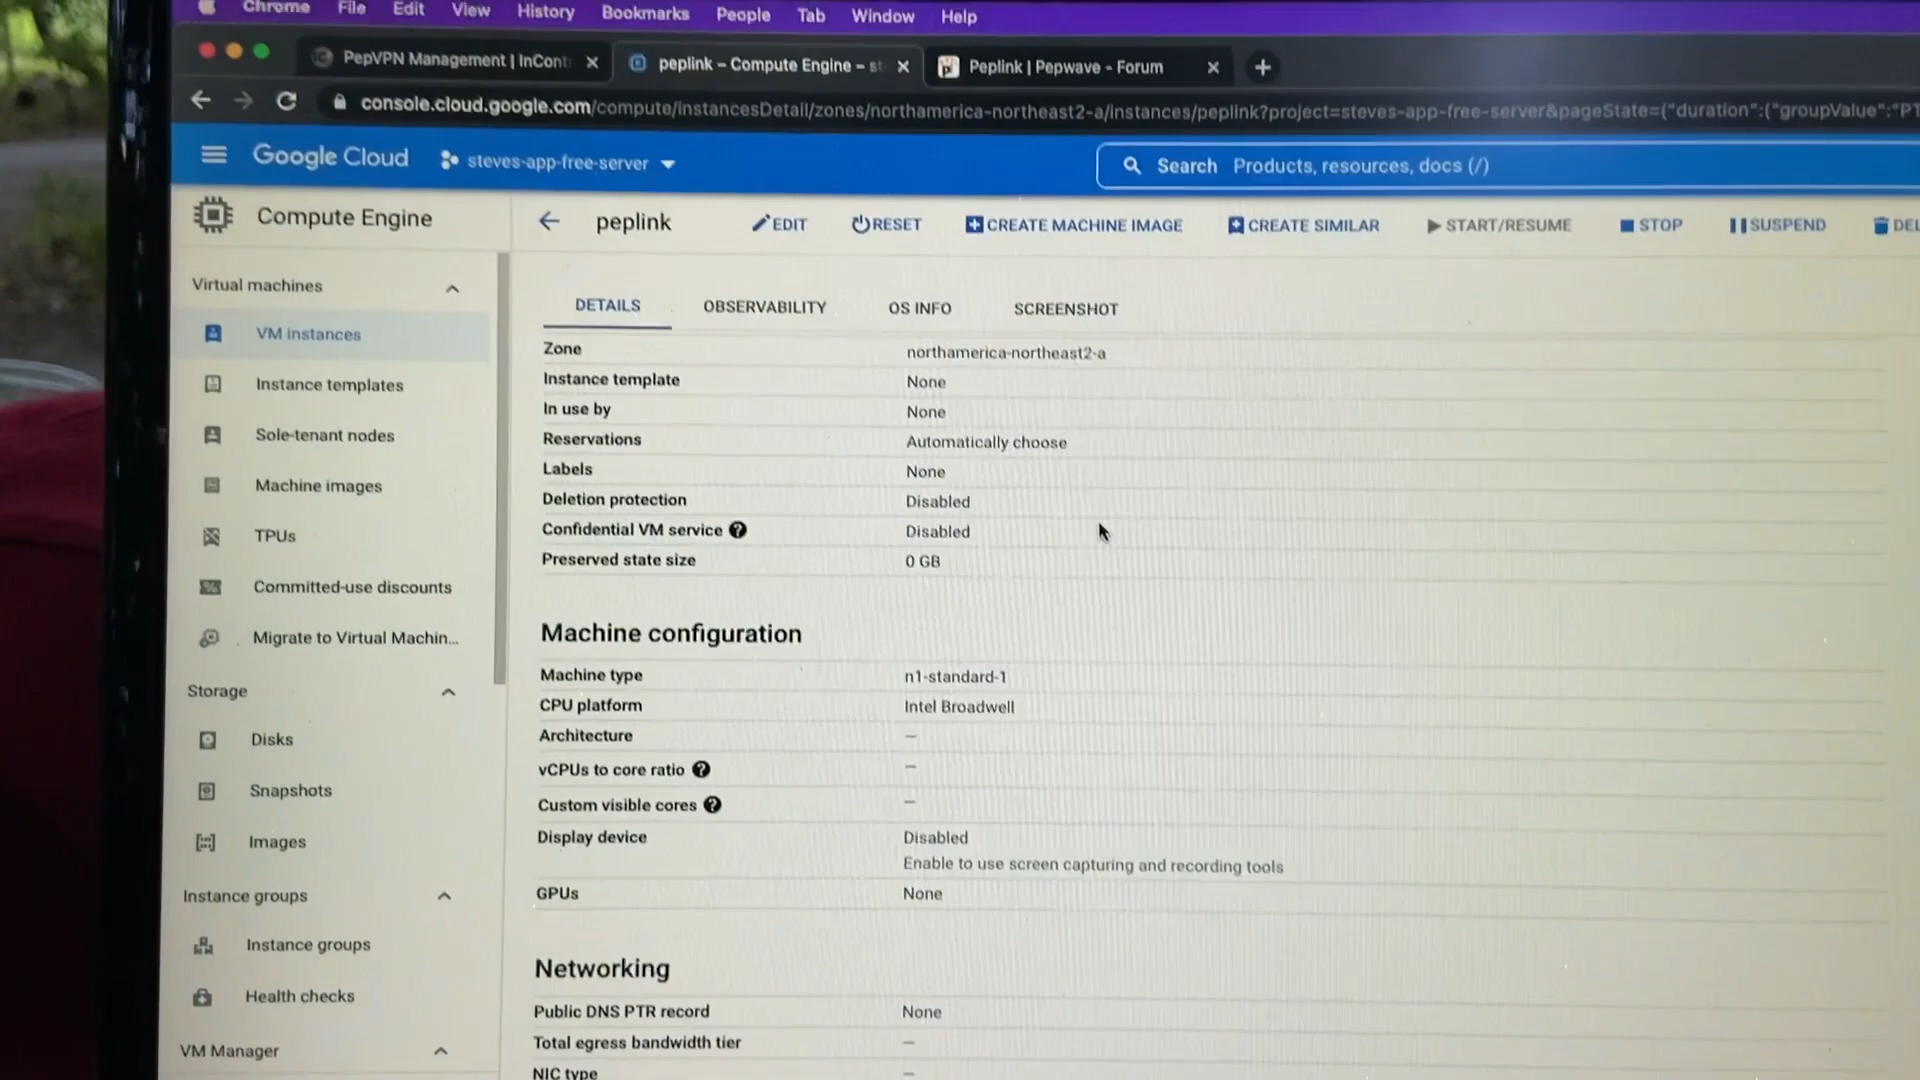 Chrome File Edit View History Bookmarks People Tab Window Help
PepVPN Management | InCont
peplink – Compute Engine – st
Peplink | Pepwave - Forum
console.cloud.google.com/compute/instancesDetail/zones/northamerica-northeast2-a/instances/peplink?project=steves-app-free-server&pageState=("duration":("groupValue":"P1
Google Cloud
steves-app-free-server
Search Products, resources, docs (/)
Compute Engine
peplink
EDIT
RESET
CREATE MACHINE IMAGE
CREATE SIMILAR
START/RESUME
STOP
SUSPEND
DEL
Virtual machines
VM instances
Instance templates
Sole-tenant nodes
Machine images
TPUs
Committed-use discounts
Migrate to Virtual Machin...
Storage
Disks
Snapshots
Images
Instance groups
Instance groups
Health checks
VM Manager
DETAILS
OBSERVABILITY
OS INFO
SCREENSHOT
Zone northamerica-northeast2-a
Instance template None
In use by None
Reservations Automatically choose
Labels None
Deletion protection Disabled
Confidential VM service Disabled
Preserved state size 0 GB
Machine configuration
Machine type n1-standard-1
CPU platform Intel Broadwell
Architecture —
vCPUs to core ratio —
Custom visible cores —
Display device Disabled
Enable to use screen capturing and recording tools
GPUs None
Networking
Public DNS PTR record None
Total egress bandwidth tier —
NIC type —